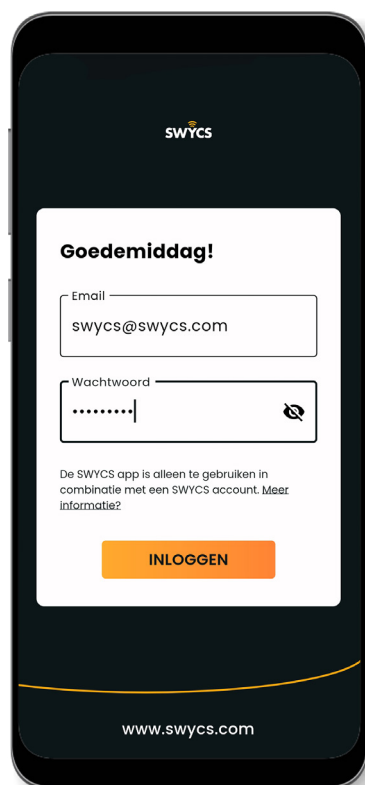 SWYCS
Goedemiddag!
Email
swycs@swycs.com
Wachtwoord
•••••••••
De SWYCS app is alleen te gebruiken in
combinatie met een SWYCS account. Meer
informatie?
INLOGGEN
www.swycs.com